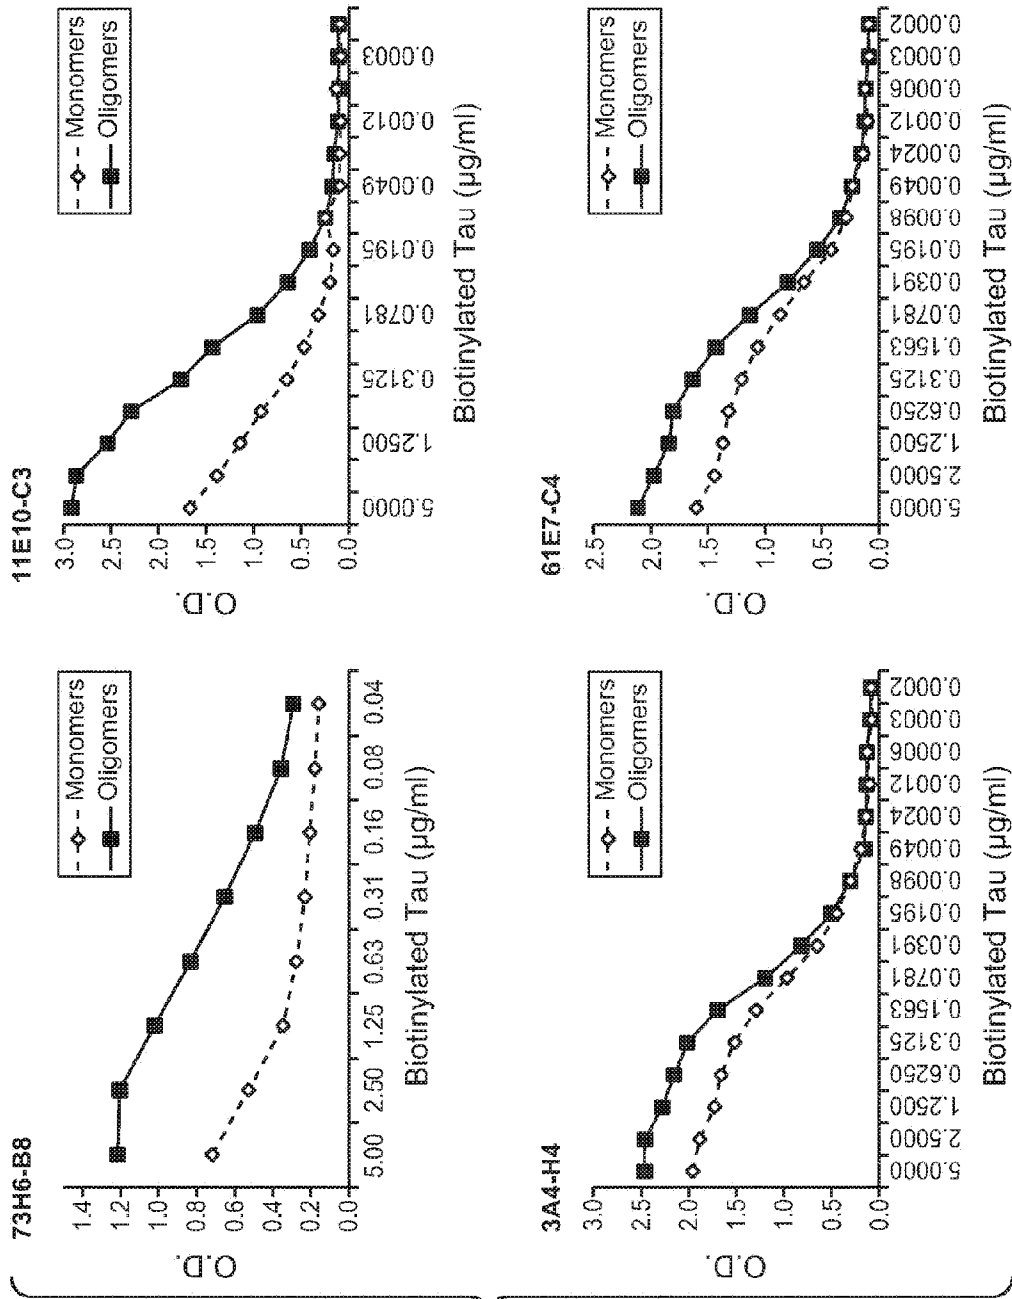 73H6-B8
Monomers
Oligomers
O.D.
1.4
1.2
1.0
0.8
0.6
0.4
0.2
0.0
5.00 2.50 1.25 0.63 0.31 0.16 0.08 0.04
Biotinylated Tau (µg/ml)
11E10-C3
Monomers
Oligomers
O.D.
3.0
2.5
2.0
1.5
1.0
0.5
0.0
5.0000 1.2500 0.3125 0.0781 0.0195 0.0049 0.0012 0.0003
Biotinylated Tau (µg/ml)
3A4-H4
Monomers
Oligomers
O.D.
3.0
2.5
2.0
1.5
1.0
0.5
0.0
5.0000 2.5000 1.2500 0.6250 0.3125 0.1563 0.0781 0.0391 0.0195 0.0098 0.0049 0.0024 0.0012 0.0006 0.0003 0.0002
Biotinylated Tau (µg/ml)
61E7-C4
Monomers
Oligomers
O.D.
2.5
2.0
1.5
1.0
0.5
0.0
5.0000 2.5000 1.2500 0.6250 0.3125 0.1563 0.0781 0.0391 0.0195 0.0098 0.0049 0.0024 0.0012 0.0006 0.0003 0.0002
Biotinylated Tau (µg/ml)